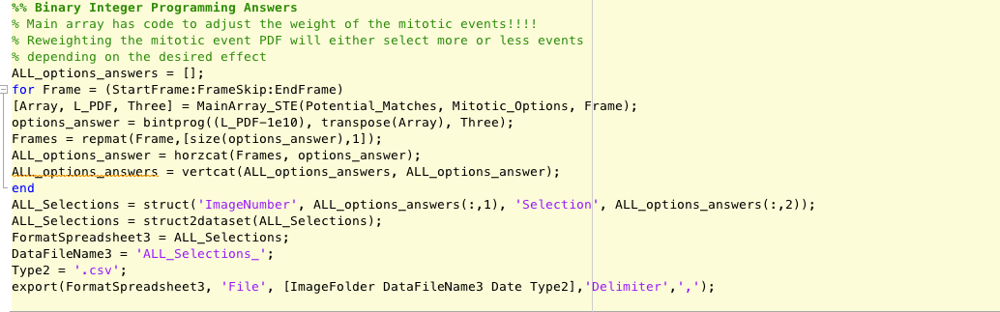 %% Binary Integer Programming Answers
% Main array has code to adjust the weight of the mitotic events!!!!
% Reweighting the mitotic event PDF will either select more or less events
% depending on the desired effect
ALL_options_answers = [];
for Frame = (StartFrame:FrameSkip:EndFrame)
[Array, L_PDF, Three] = MainArray_STE(Potential_Matches, Mitotic_Options, Frame);
options_answer = bintprog((L_PDF-1e10), transpose(Array), Three);
Frames = repmat(Frame,[size(options_answer),1]);
ALL_options_answer = horzcat(Frames, options_answer);
ALL_options_answers = vertcat(ALL_options_answers, ALL_options_answer);
end
ALL_Selections = struct('ImageNumber', ALL_options_answers(:,1), 'Selection', ALL_options_answers(:,2));
ALL_Selections = struct2dataset(ALL_Selections);
FormatSpreadsheet3 = ALL_Selections;
DataFileName3 = 'ALL_Selections_';
Type2 = '.csv';
export(FormatSpreadsheet3, 'File', [ImageFolder DataFileName3 Date Type2],'Delimiter',',');